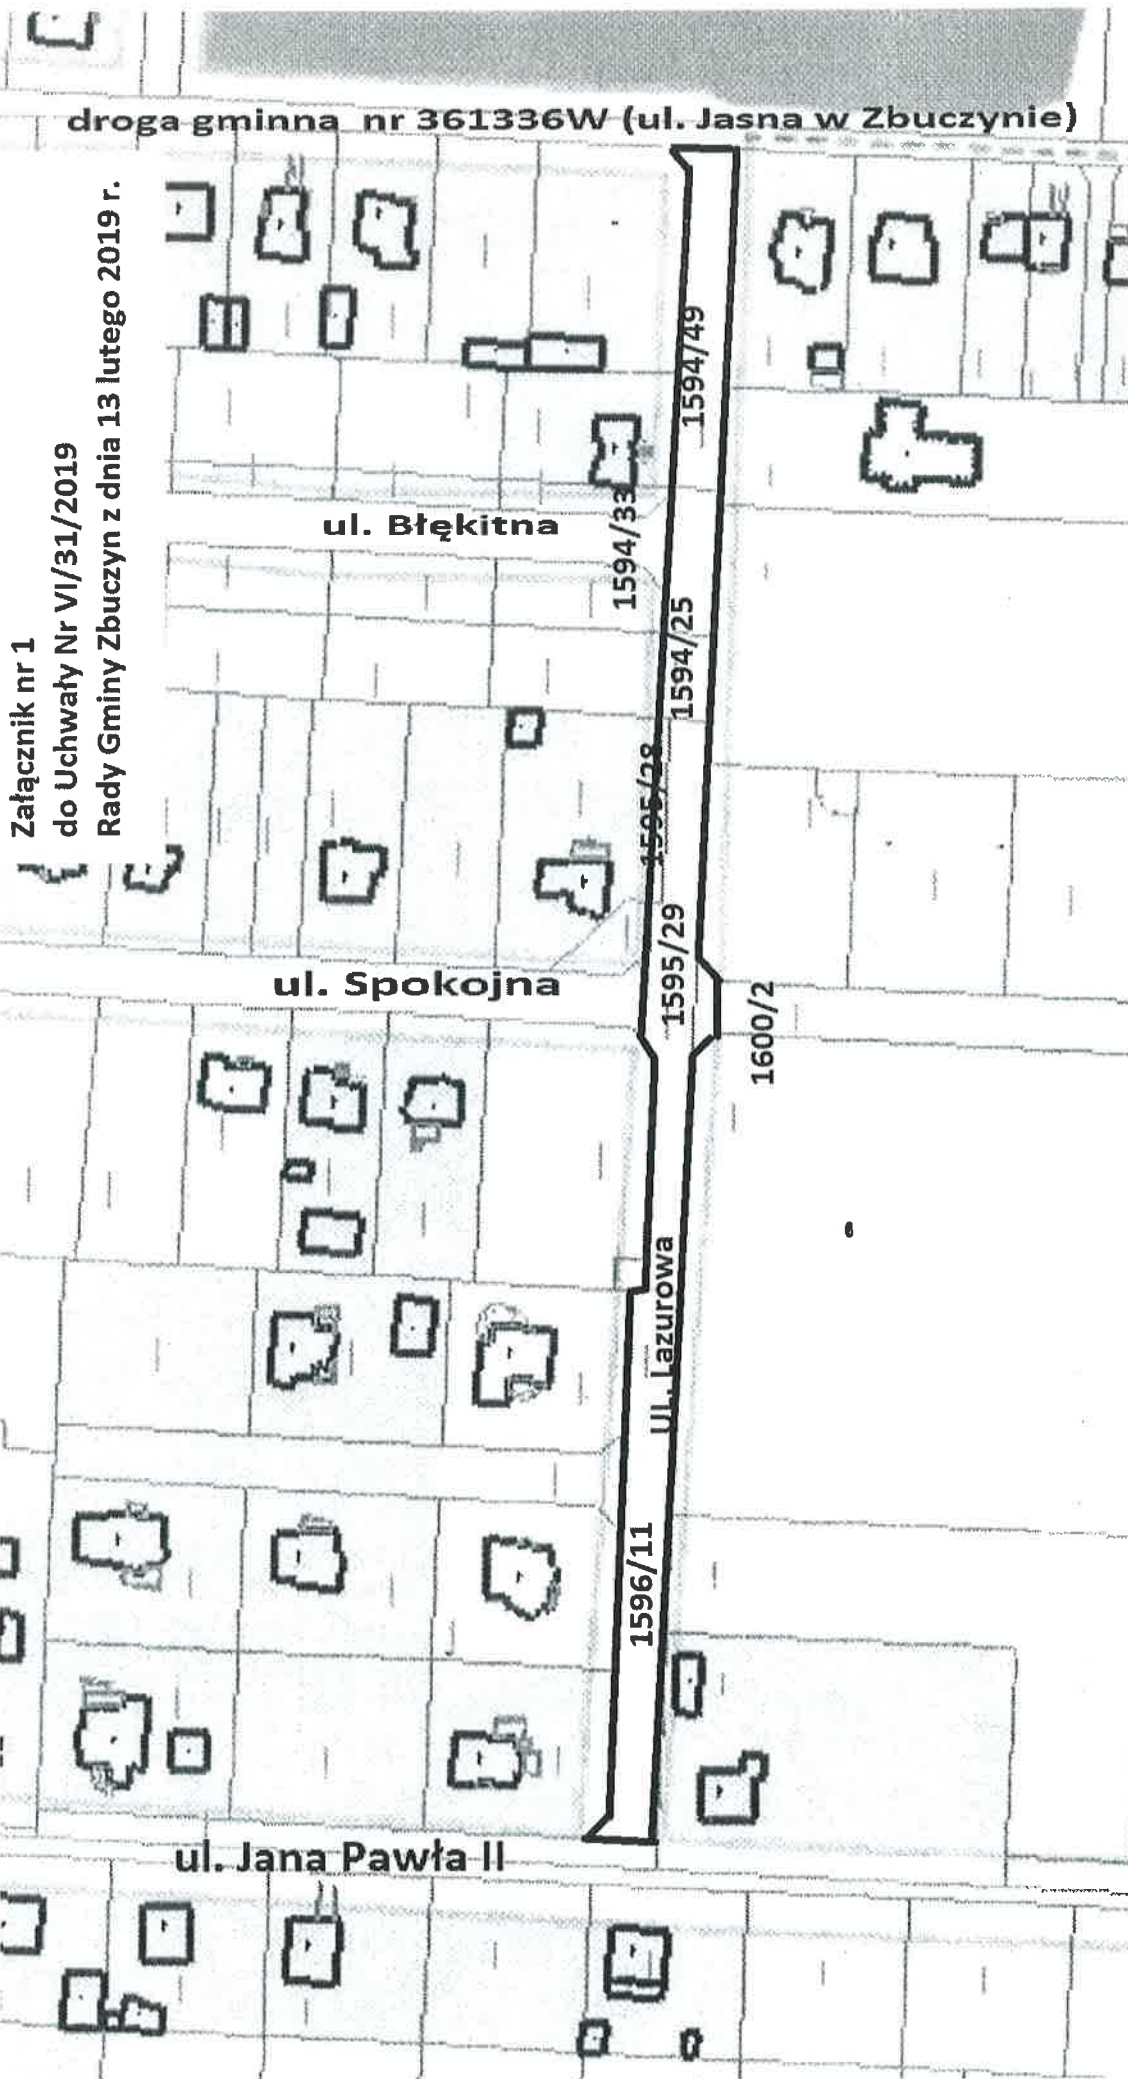 Załącznik nr 1
do Uchwały Nr VI/31/2019
Rady Gminy Zbuczyn z dnia 13 lutego 2019 r.
droga gminna nr 361336W (ul. Jasna w Zbuczynie)
1594/49
ul. Błękitna
1594/33
1594/25
1595/28
1595/29
ul. Spokojna
1600/2
UL. Lazurowa
1596/11
ul. Jana Pawła II